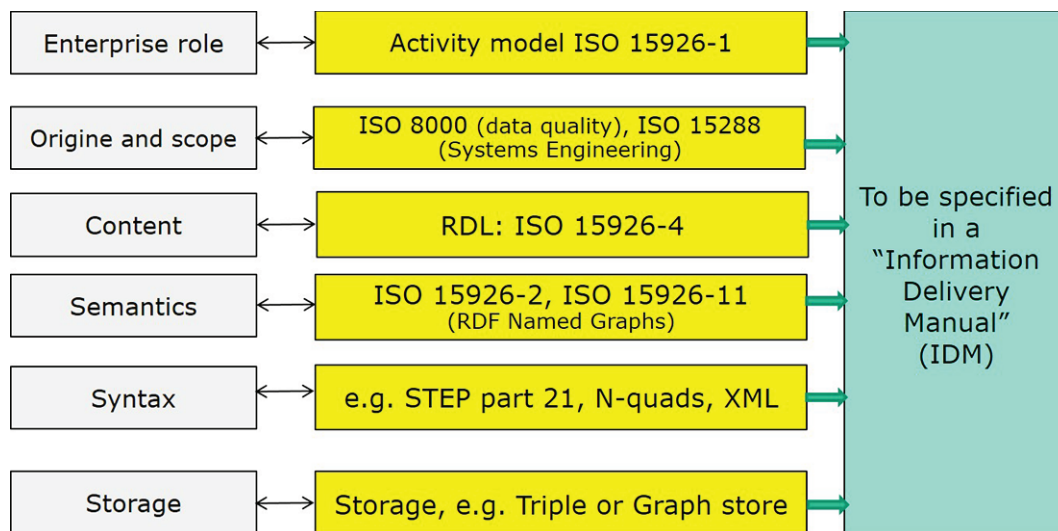 Enterprise role
Activity model ISO 15926-1
Origine and scope
ISO 8000 (data quality), ISO 15288
(Systems Engineering)
Content
RDL: ISO 15926-4
Semantics
ISO 15926-2, ISO 15926-11
(RDF Named Graphs)
Syntax
e.g. STEP part 21, N-quads, XML
Storage
Storage, e.g. Triple or Graph store
To be specified
in a
“Information
Delivery
Manual”
(IDM)